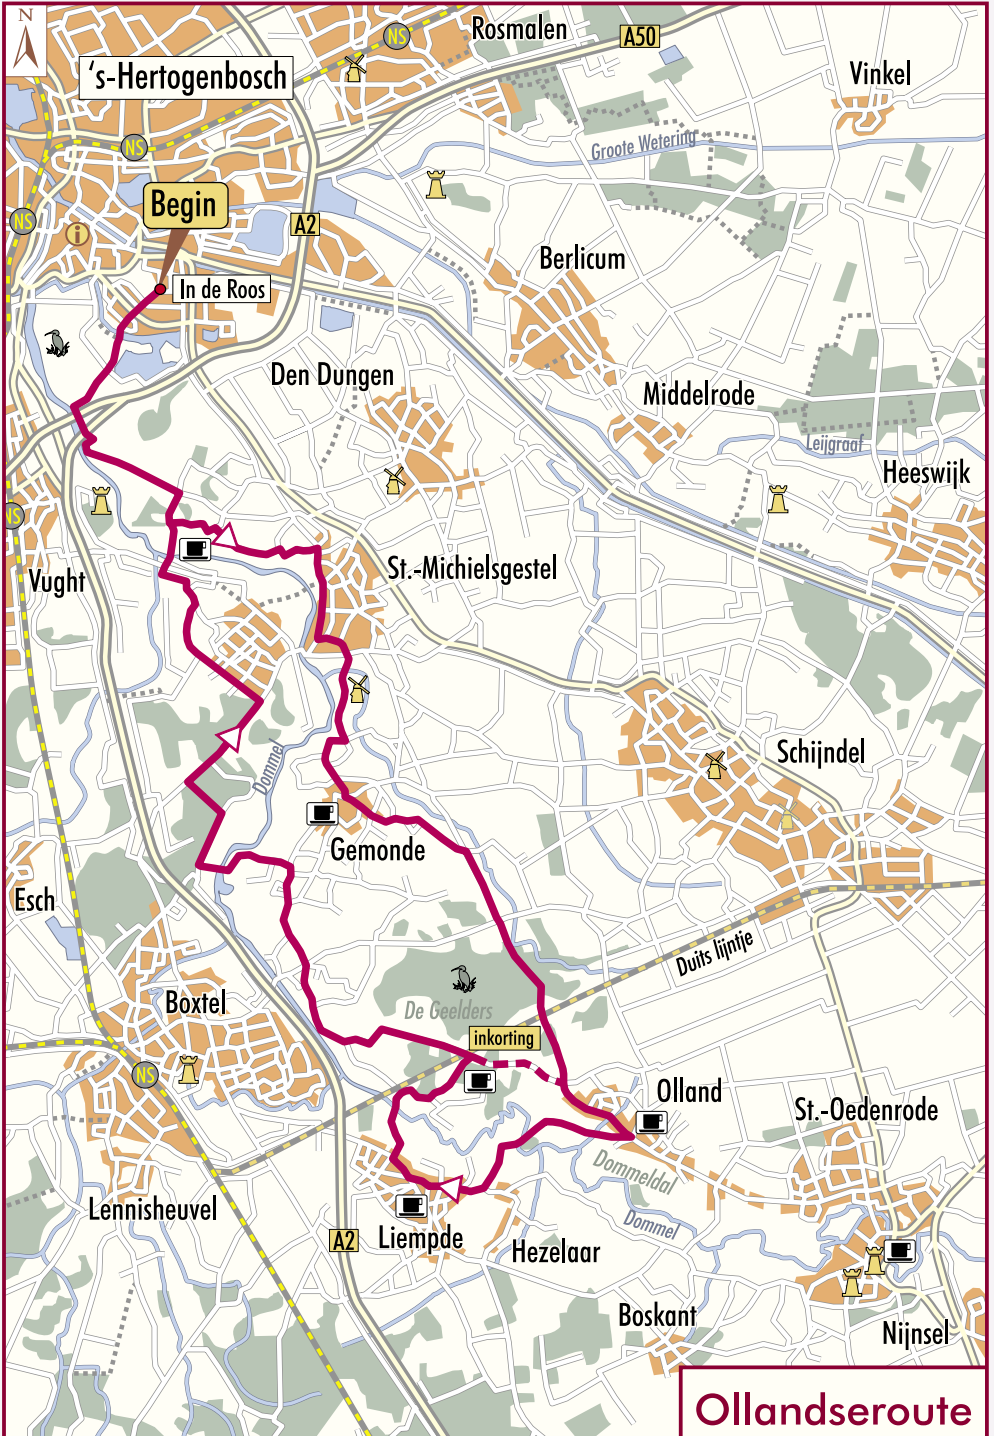 N
NS
Rosmalen
A50
's-Hertogenbosch
Vinkel
NS
Groote Wetering
Begin
NS
i
A2
Berlicum
In de Roos
Den Dungen
Middelrode
Leijgraaf
Heeswijk
NS
Vught
St.-Michielsgestel
Dommel
Schijndel
Gemonde
Esch
Duits lijntje
Boxtel
De Geelders
inkorting
NS
Olland
St.-Oedenrode
Dommeldal
Lennisheuvel
Dommel
A2
Liempde
Hezelaar
Boskant
Nijnsel
Ollandseroute